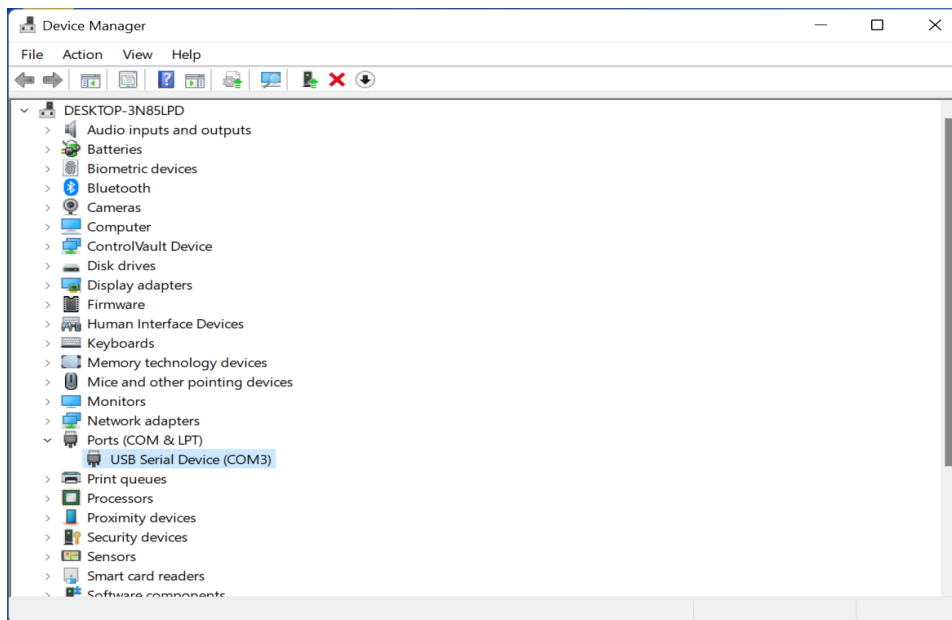 Device Manager
File Action View Help
DESKTOP-3N85LPD
Audio inputs and outputs
Batteries
Biometric devices
Bluetooth
Cameras
Computer
ControlVault Device
Disk drives
Display adapters
Firmware
Human Interface Devices
Keyboards
Memory technology devices
Mice and other pointing devices
Monitors
Network adapters
Ports (COM & LPT)
USB Serial Device (COM3)
Print queues
Processors
Proximity devices
Security devices
Sensors
Smart card readers
Software components